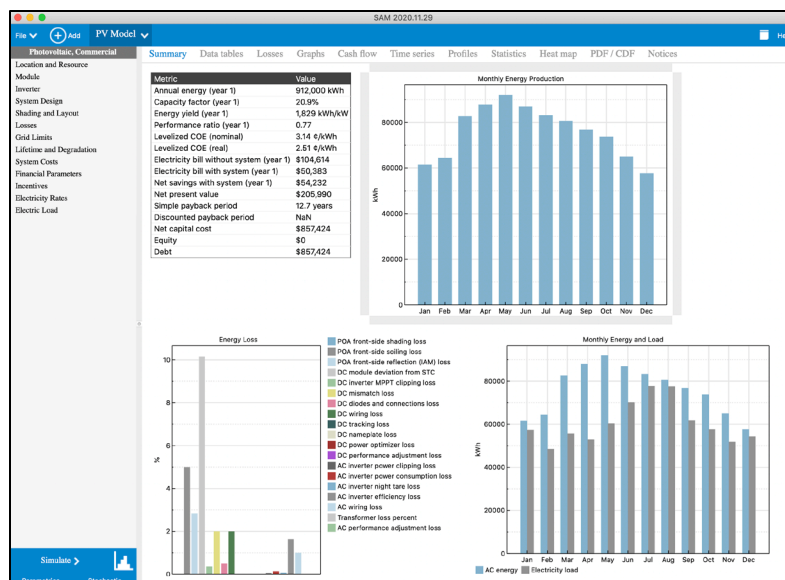 SAM 2020.11.29
File Add PV Model
Photovoltaic, Commercial
Location and Resource
Module
Inverter
System Design
Shading and Layout
Losses
Grid Limits
Lifetime and Degradation
System Costs
Financial Parameters
Incentives
Electricity Rates
Electric Load
Simulate >
Summary Data tables Losses Graphs Cash flow Time series Profiles Statistics Heat map PDF / CDF Notices
Metric Value
Annual energy (year 1) 912,000 kWh
Capacity factor (year 1) 20.9%
Energy yield (year 1) 1,829 kWh/kW
Performance ratio (year 1) 0.77
Levelized COE (nominal) 3.14 ¢/kWh
Levelized COE (real) 2.51 ¢/kWh
Electricity bill without system (year 1) $104,614
Electricity bill with system (year 1) $50,383
Net savings with system (year 1) $54,232
Net present value $205,990
Simple payback period 12.7 years
Discounted payback period NaN
Net capital cost $857,424
Equity $0
Debt $857,424
Monthly Energy Production
kWh
80000
60000
40000
20000
0
Jan Feb Mar Apr May Jun Jul Aug Sep Oct Nov Dec
Energy Loss
%
10
8
6
4
2
0
POA front-side shading loss
POA front-side soiling loss
POA front-side reflection (IAM) loss
DC module deviation from STC
DC inverter MPPT clipping loss
DC mismatch loss
DC diodes and connections loss
DC wiring loss
DC tracking loss
DC nameplate loss
DC power optimizer loss
DC performance adjustment loss
AC inverter power clipping loss
AC inverter power consumption loss
AC inverter night tare loss
AC inverter efficiency loss
AC wiring loss
Transformer loss percent
AC performance adjustment loss
Monthly Energy and Load
kWh
80000
60000
40000
20000
0
Jan Feb Mar Apr May Jun Jul Aug Sep Oct Nov Dec
AC energy Electricity load